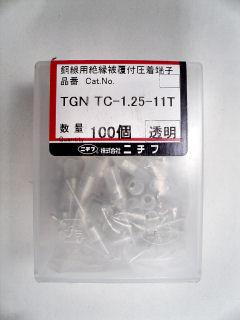 銅線用絶縁被覆付圧着端子
品番 Cat.No.
TGN TC-1.25-11T
数量 100個 透明
Quantity
ニチフ 株式会社 ニチフ